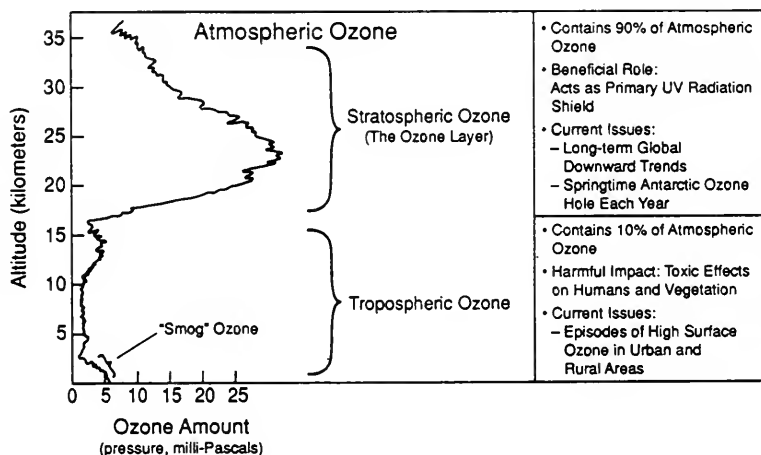 Atmospheric Ozone
Altitude (kilometers)
35
30
25
20
15
10
5
0
5
10
15
20
25
Ozone Amount
(pressure, milli-Pascals)
Stratospheric Ozone
(The Ozone Layer)
Tropospheric Ozone
"Smog" Ozone
• Contains 90% of Atmospheric
Ozone
• Beneficial Role:
Acts as Primary UV Radiation
Shield
• Current Issues:
– Long-term Global
Downward Trends
– Springtime Antarctic Ozone
Hole Each Year
• Contains 10% of Atmospheric
Ozone
• Harmful Impact: Toxic Effects
on Humans and Vegetation
• Current Issues:
– Episodes of High Surface
Ozone in Urban and
Rural Areas